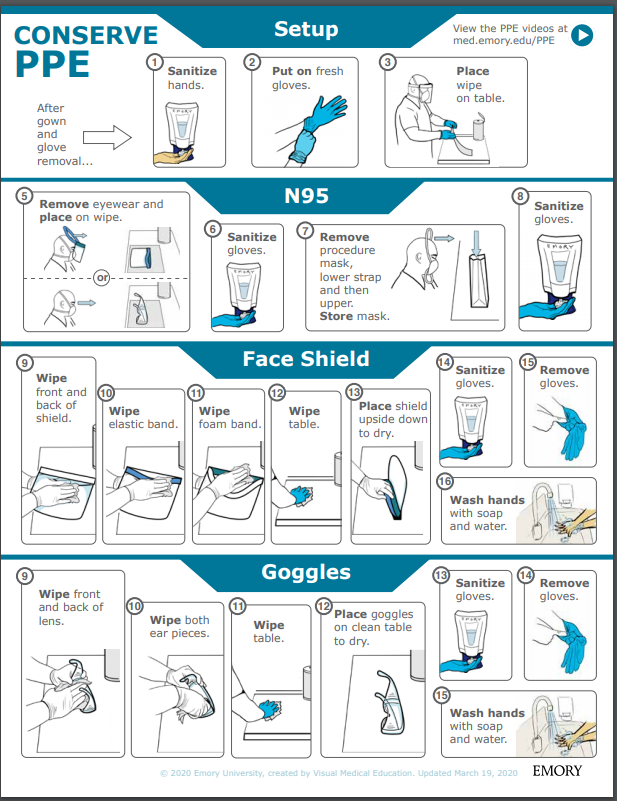 CONSERVE
PPE
Setup
View the PPE videos at
med.emory.edu/PPE
After
gown
and
glove
removal...
1
Sanitize
hands.
EMORY
2
Put on fresh
gloves.
3
Place
wipe
on table.
N95
5
Remove eyewear and
place on wipe.
or
6
Sanitize
gloves.
EMORY
7
Remove
procedure
mask,
lower strap
and then
upper.
Store mask.
8
Sanitize
gloves.
EMORY
Face Shield
9
Wipe
front and
back of
shield.
10
Wipe
elastic band.
11
Wipe
foam band.
12
Wipe
table.
13
Place shield
upside down
to dry.
14
Sanitize
gloves.
EMORY
15
Remove
gloves.
16
Wash hands
with soap
and water.
Goggles
9
Wipe front
and back of
lens.
10
Wipe both
ear pieces.
11
Wipe
table.
12
Place goggles
on clean table
to dry.
13
Sanitize
gloves.
EMORY
14
Remove
gloves.
15
Wash hands
with soap
and water.
© 2020 Emory University, created by Visual Medical Education. Updated March 19, 2020
EMORY